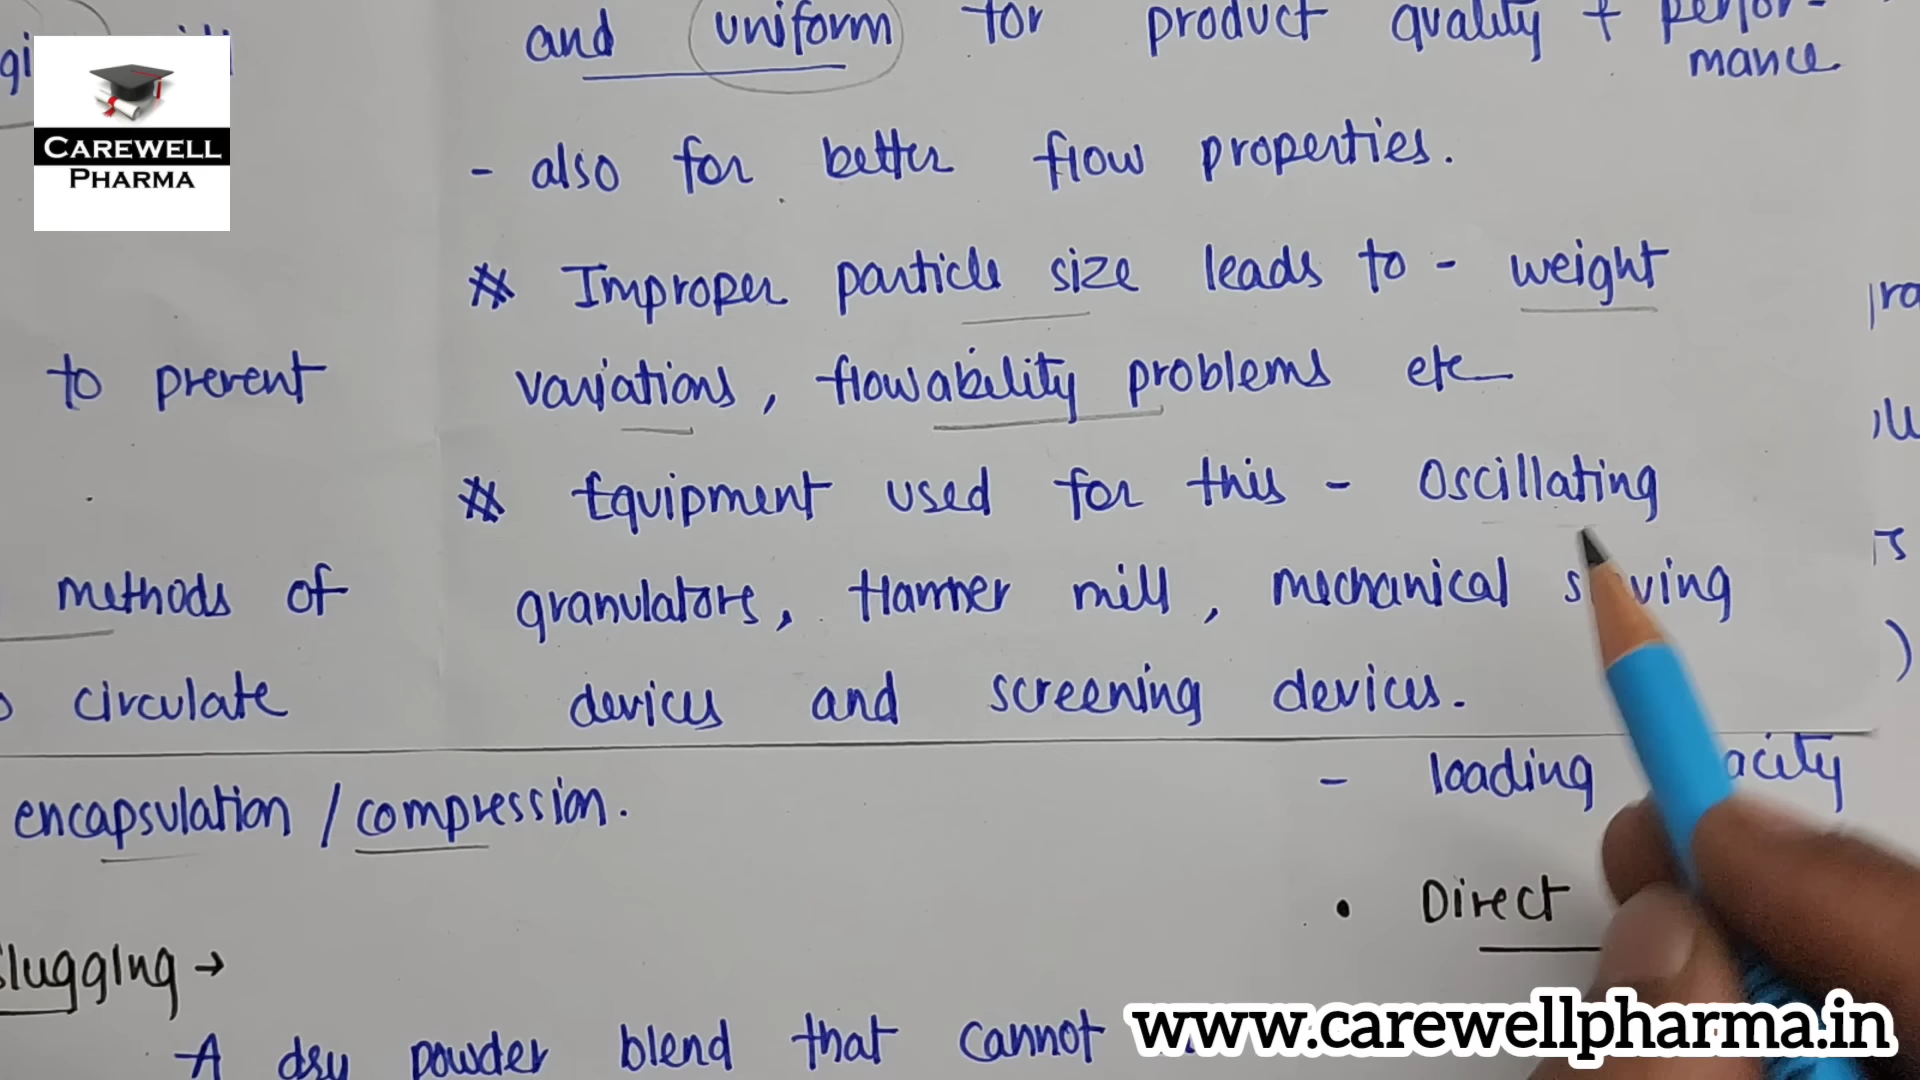 and uniform for product quality + perfor-
mance
CAREWELL
PHARMA
- also for better flow properties.
* Improper particle size leads to - weight
to prevent
variations, flowability problems etc
* Equipment used for this - Oscillating
methods of
granulators, Hammer mill, mechanical
circulate
devices and screening devices.
encapsulation / compression.
- loading
• Direct
slugging →
A dry powder blend that cannot
www.carewellpharma.in